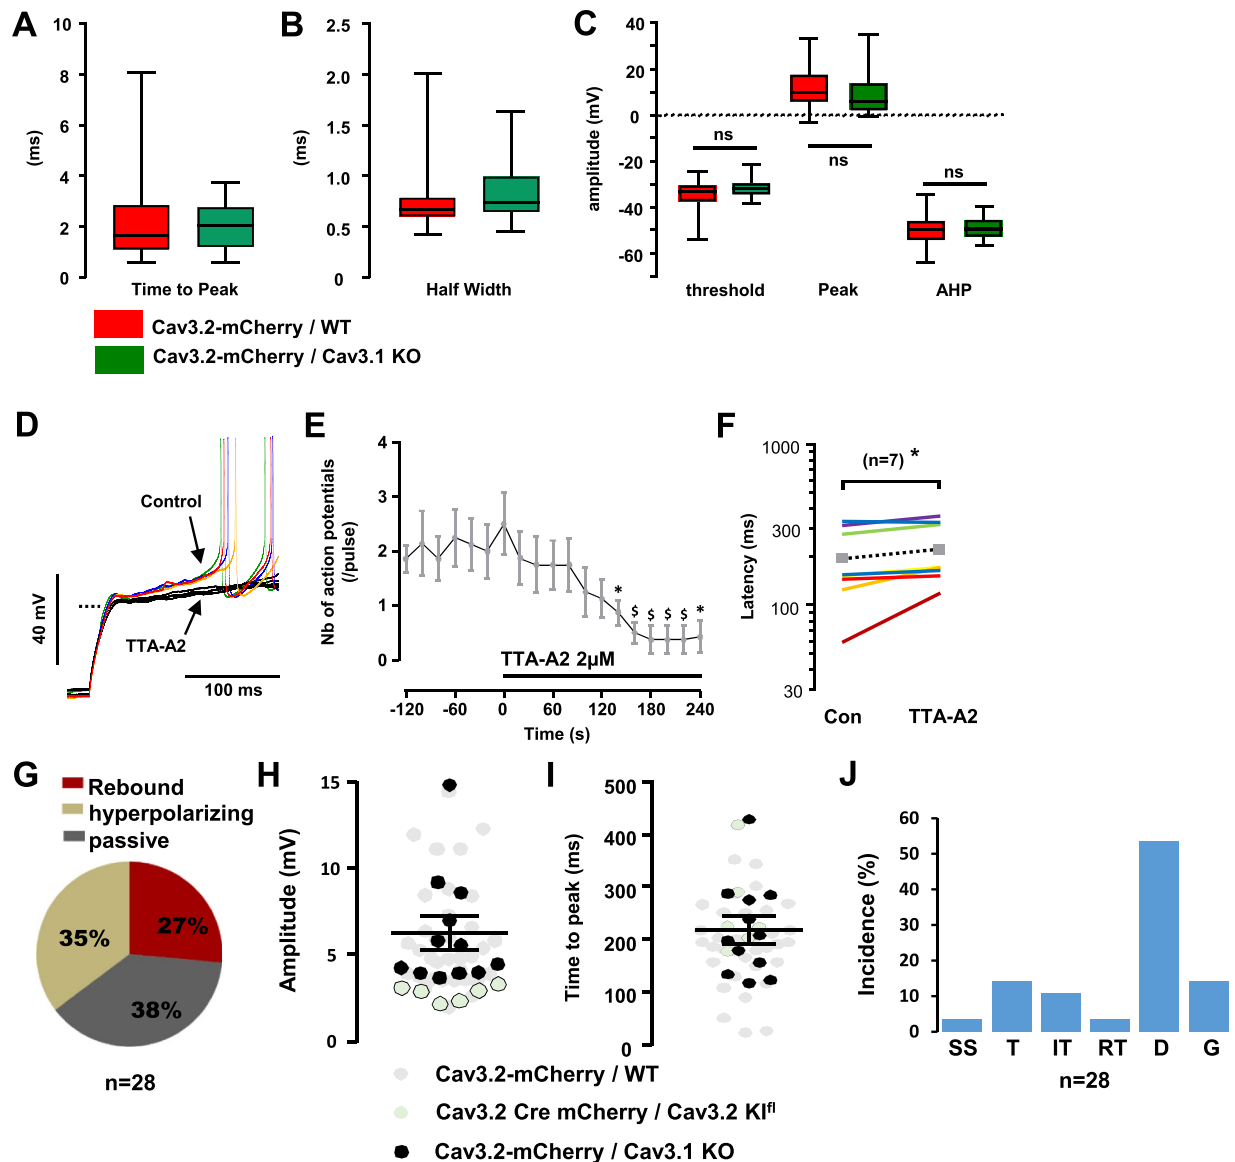 A
10
8
6
4
2
0
(ms)
Time to Peak
B
2.5
2.0
1.5
1.0
0.5
0
(ms)
Half Width
C
40
20
0
-20
-40
-60
amplitude (mV)
ns
ns
ns
threshold
Peak
AHP
Cav3.2-mCherry / WT
Cav3.2-mCherry / Cav3.1 KO
D
Control
TTA-A2
40 mV
100 ms
E
4
3
2
1
0
Nb of action potentials
(/pulse)
* $ $ $ $ *
TTA-A2 2µM
-120 -60 0 60 120 180 240
Time (s)
F
1000
300
100
30
Latency (ms)
(n=7) *
Con
TTA-A2
G
Rebound
hyperpolarizing
passive
27%
35%
38%
n=28
H
15
10
5
0
Amplitude (mV)
I
500
400
300
200
100
0
Time to peak (ms)
Cav3.2-mCherry / WT
Cav3.2 Cre mCherry / Cav3.2 KIfl
Cav3.2-mCherry / Cav3.1 KO
J
60
50
40
30
20
10
0
Incidence (%)
SS T IT RT D G
n=28